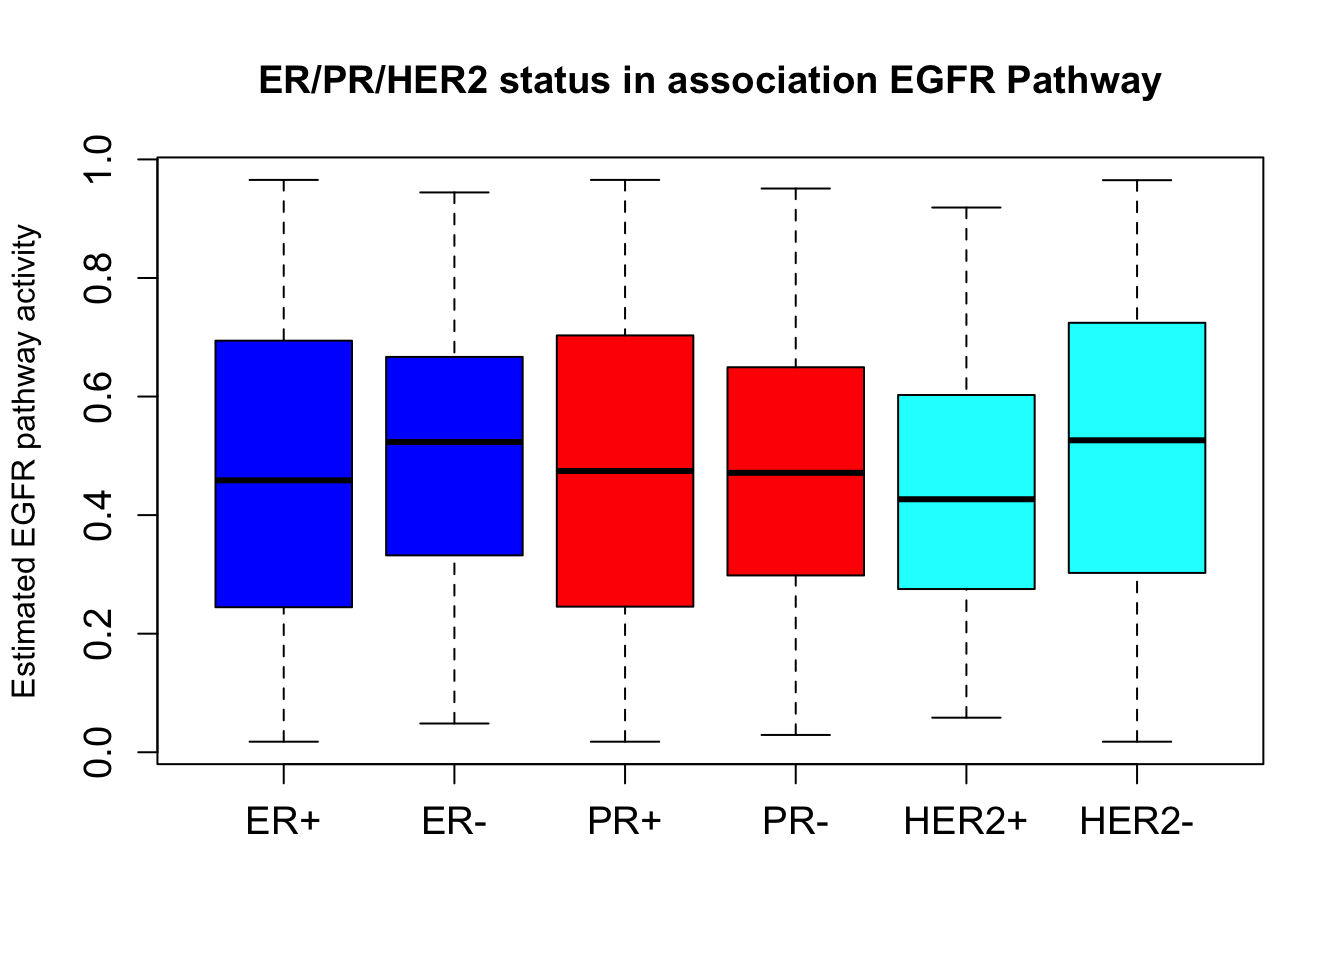 ER/PR/HER2 status in association EGFR Pathway
Estimated EGFR pathway activity
1.0
0.8
0.6
0.4
0.2
0.0
ER+ ER- PR+ PR- HER2+ HER2-